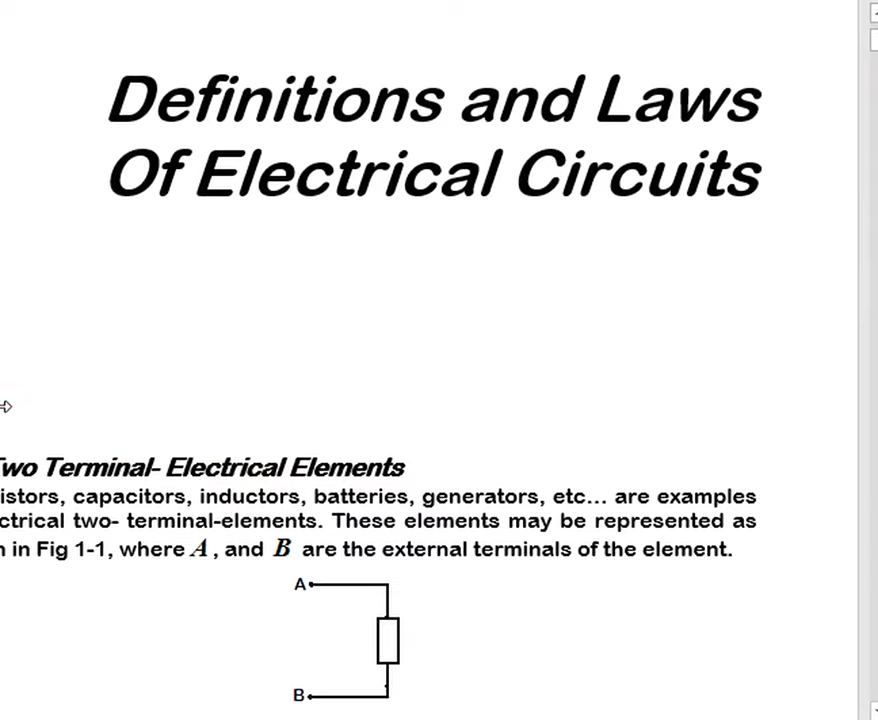 Definitions and Laws
Of Electrical Circuits
Two Terminal- Electrical Elements
istors, capacitors, inductors, batteries, generators, etc... are examples
ctrical two- terminal-elements. These elements may be represented as
n in Fig 1-1, where A , and B are the external terminals of the element.
A
B